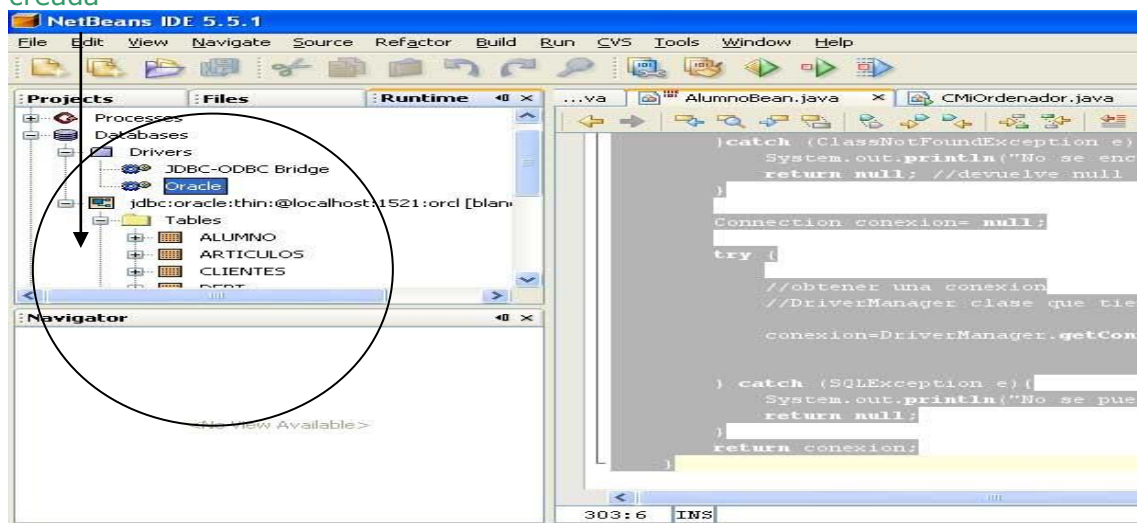 creada
NetBeans IDE 5.5.1
File Edit View Navigate Source Refactor Build Run CVS Tools Window Help
Projects Files Runtime
Processes
Databases
Drivers
JDBC-ODBC Bridge
Oracle
jdbc:oracle:thin:@localhost:1521:orcl [blan
Tables
ALUMNO
ARTICULOS
CLIENTES
DEPT
Navigator
<No View Available>
...va AlumnoBean.java CMiOrdenador.java
}catch (ClassNotFoundException e)
System.out.println("No se enc
return null; //devuelve null
}
Connection conexion= null;
try {
//obtener una conexion
//DriverManager clase que tie
conexion=DriverManager.getCon
} catch (SQLException e){
System.out.println("No se pue
return null;
}
return conexion;
}
303:6 INS